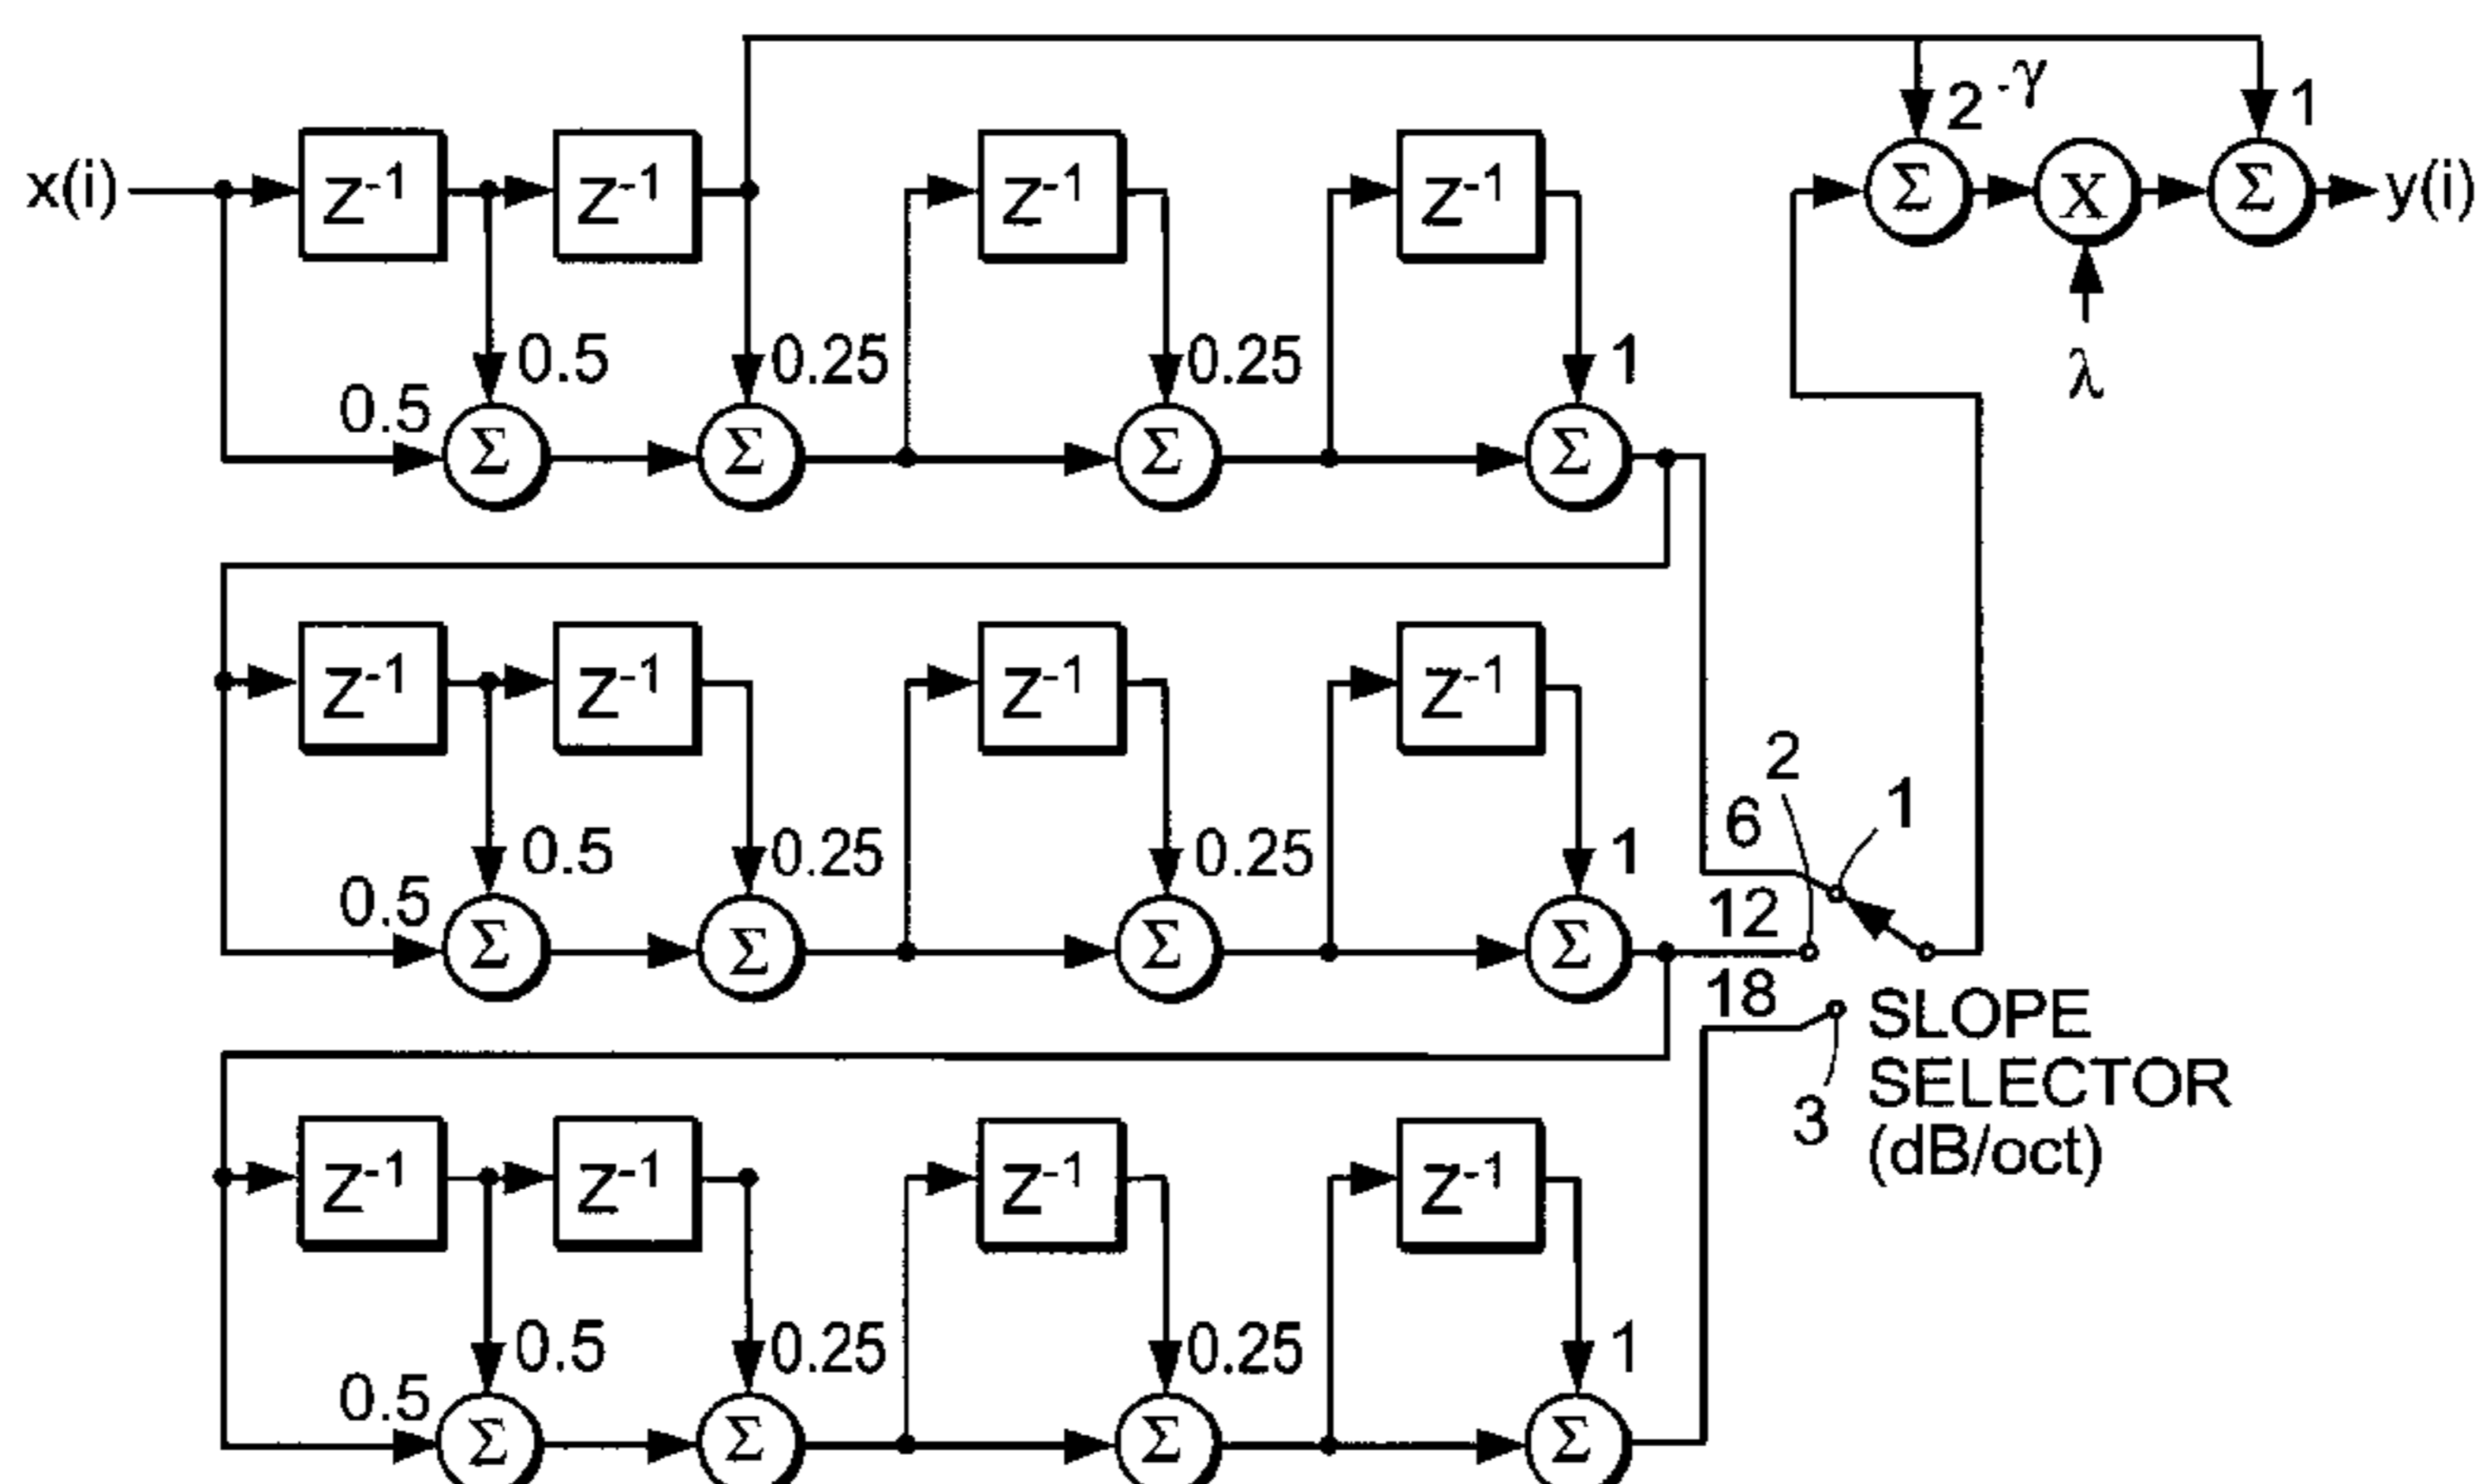 2 -γ 1
x(i) Z-1 Z-1 Z-1 Z-1 Σ X Σ y(i)
0.5 0.25 0.25 1 λ
0.5 Σ Σ Σ Σ
Z-1 Z-1 Z-1 Z-1
2 1
6
0.5 0.25 0.25 1
0.5 Σ Σ Σ Σ 12
18 SLOPE
SELECTOR
3 (dB/oct)
Z-1 Z-1 Z-1 Z-1
0.5 0.25 0.25 1
0.5 Σ Σ Σ Σ